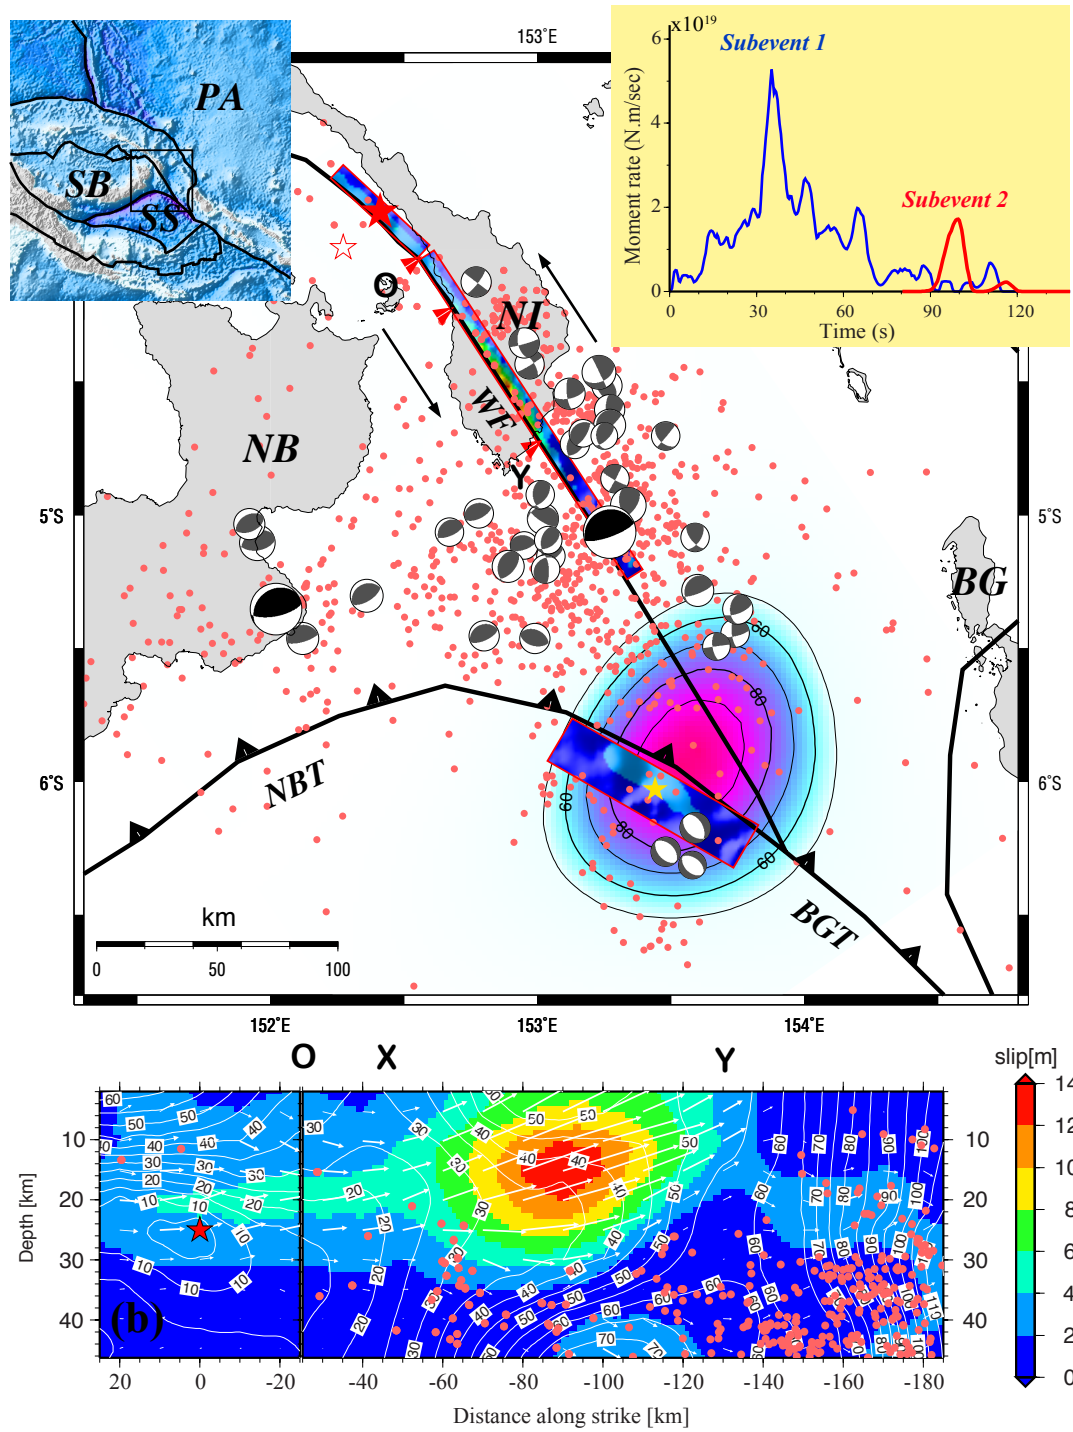 153°E
PA
SB
SS
x10¹⁹
Subevent 1
Subevent 2
6
4
2
0
Moment rate (N.m/sec)
0 30 60 90 120
Time (s)
O
NI
WF
Y
NB
BG
5°S
5°S
60
80
6°S
6°S
60
80
60
NBT
BGT
km
0 50 100
152°E 153°E 154°E
O X Y
slip[m]
14
12
10
8
6
4
2
0
Depth [km]
10
20
30
40
10
20
30
40
(b)
20 0 -20 -40 -60 -80 -100 -120 -140 -160 -180
Distance along strike [km]